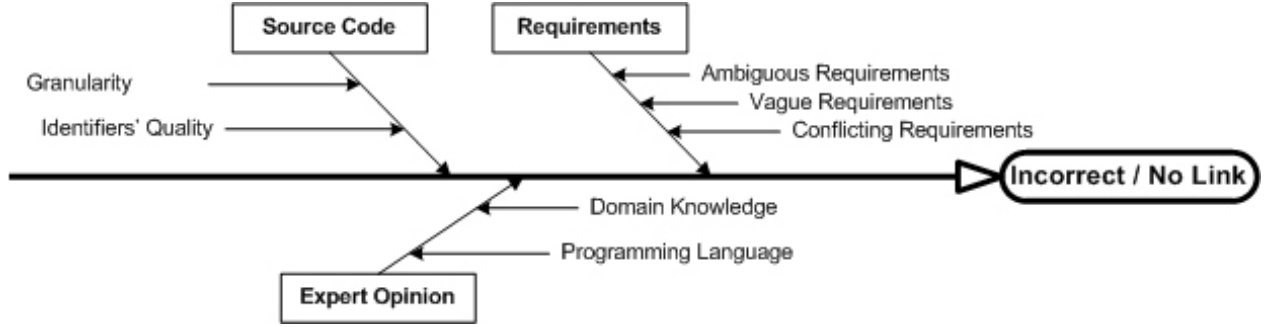 Source Code
Requirements
Granularity
Identifiers' Quality
Ambiguous Requirements
Vague Requirements
Conflicting Requirements
Incorrect / No Link
Domain Knowledge
Programming Language
Expert Opinion